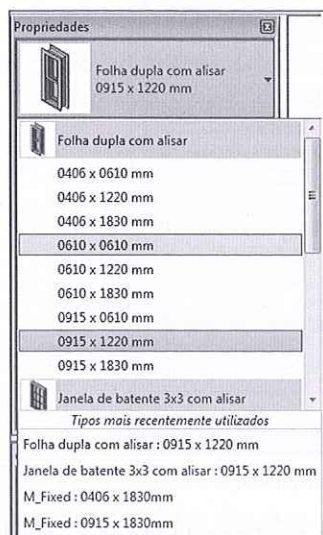 Propriedades
Folha dupla com alisar
0915 x 1220 mm
Folha dupla com alisar
0406 x 0610 mm
0406 x 1220 mm
0406 x 1830 mm
0610 x 0610 mm
0610 x 1220 mm
0610 x 1830 mm
0915 x 0610 mm
0915 x 1220 mm
0915 x 1830 mm
Janela de batente 3x3 com alisar
Tipos mais recentemente utilizados
Folha dupla com alisar : 0915 x 1220 mm
Janela de batente 3x3 com alisar : 0915 x 1220 mm
M_Fixed : 0406 x 1830mm
M_Fixed : 0915 x 1830mm